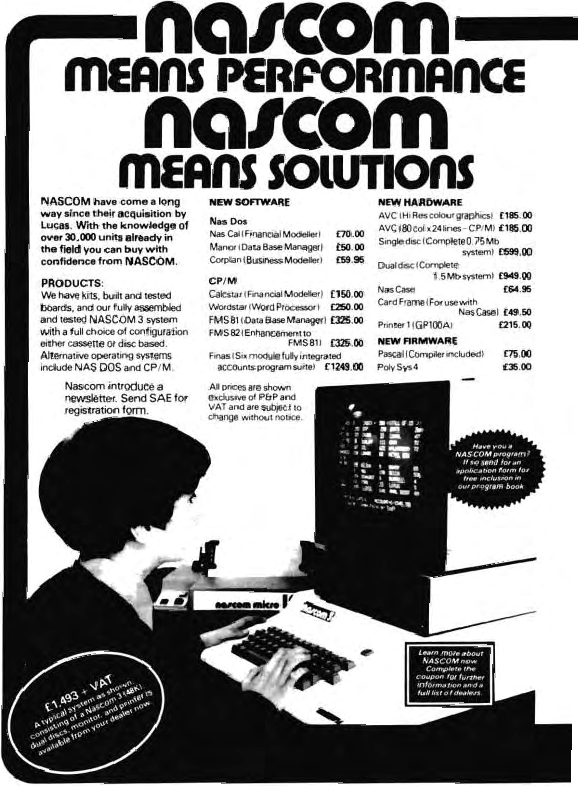 nascom
MEANS PERFORMANCE
nascom
MEANS SOLUTIONS
NASCOM have come a long
way since their acquisition by
Lucas. With the knowledge of
over 30,000 units already in
the field you can buy with
confidence from NASCOM.
PRODUCTS:
We have kits, built and tested
boards, and our fully assembled
and tested NASCOM 3 system
with a full choice of configuration
either cassette or disc based.
Alternative operating systems
include NAS DOS and CP/M.
Nascom introduce a
newsletter. Send SAE for
registration form.
NEW SOFTWARE
Nas Dos
Nas Cal (Financial Modeller) £70.00
Manor (Data Base Manager) £50.00
Corplan (Business Modeller) £59.95
CP/M
Calcstar (Financial Modeller) £150.00
Wordstar (Word Processor) £250.00
FMS 81 (Data Base Manager) £325.00
FMS 82 (Enhancement to
FMS 81) £325.00
Finas (Six module fully integrated
accounts program suite) £1249.00
All prices are shown
exclusive of P&P and
VAT and are subject to
change without notice.
NEW HARDWARE
AVC (Hi Res colour graphics) £185.00
AVC (80 col x 24 lines - CP/M) £185.00
Single disc (Complete 0.75 Mb
system) £599.00
Dual disc (Complete
1.5 Mb system) £949.00
Nas Case £64.95
Card Frame (For use with
Nas Case) £49.50
Printer 1 (GP100A) £215.00
NEW FIRMWARE
Pascal (Compiler included) £75.00
Poly Sys 4 £35.00
Have you a
NASCOM program?
If so send for an
application form for
free inclusion in
our program book
nascom micro
nascom 3
Learn more about
NASCOM now.
Complete the
coupon for further
information and a
full list of dealers.
£1,493 + VAT
A typical system as shown,
consisting of a Nascom 3 (48K),
dual discs, monitor, and printer is
available from your dealer now.